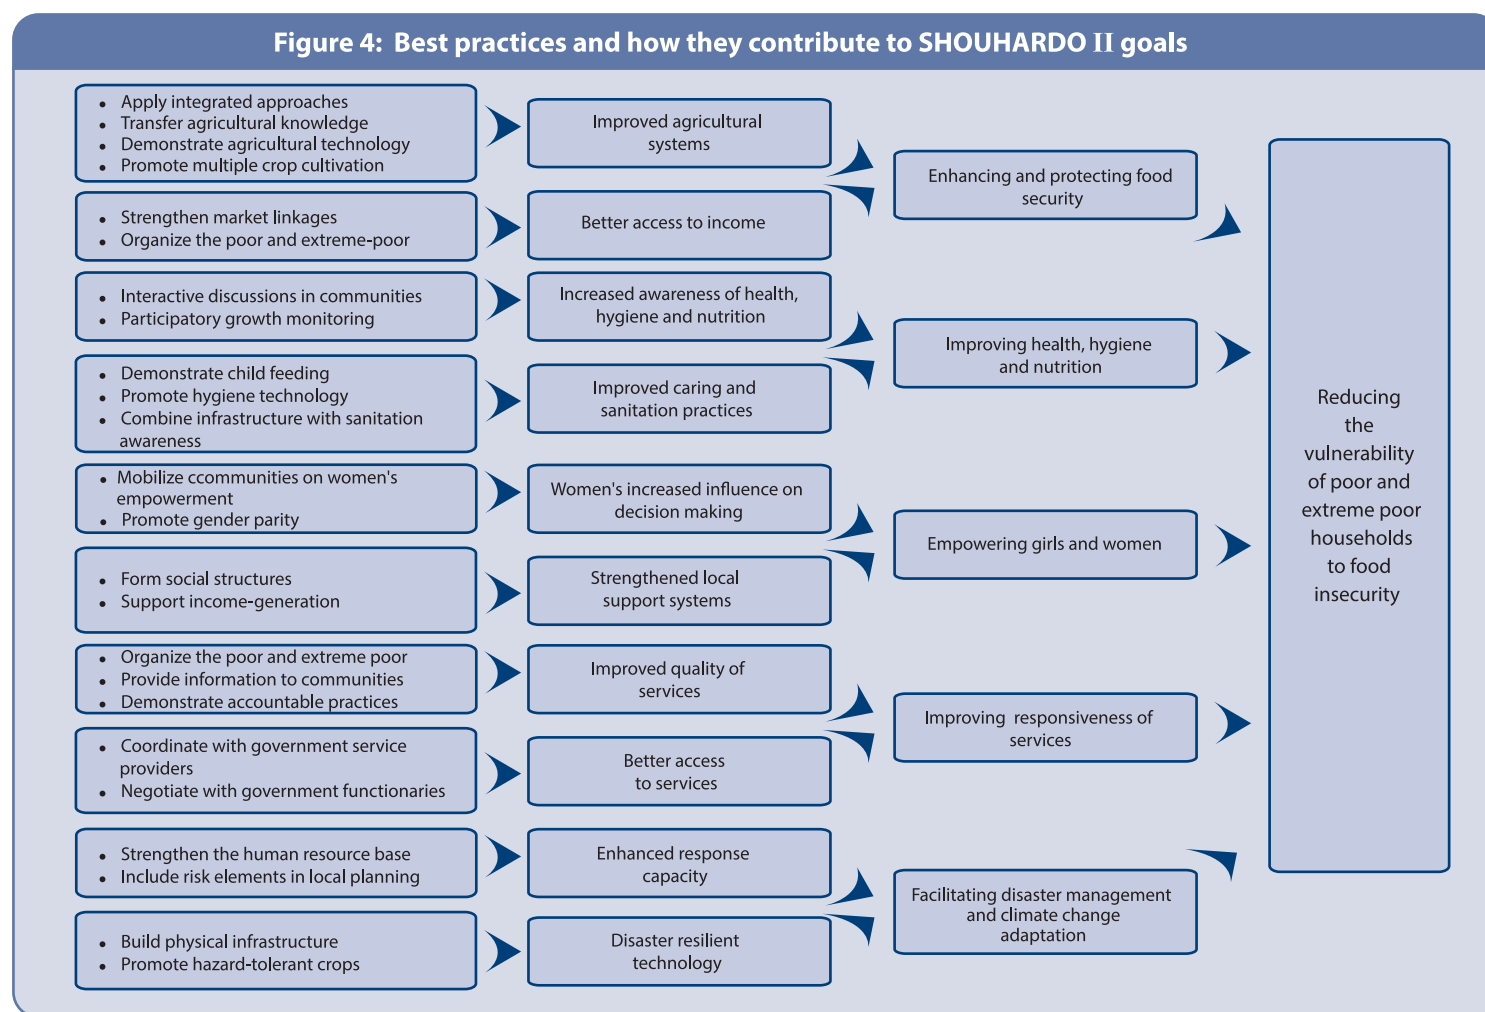 Figure 4: Best practices and how they contribute to SHOUHARDO II goals
• Apply integrated approaches
• Transfer agricultural knowledge
• Demonstrate agricultural technology
• Promote multiple crop cultivation
Improved agricultural
systems
• Strengthen market linkages
• Organize the poor and extreme-poor
Better access to income
Enhancing and protecting food
security
• Interactive discussions in communities
• Participatory growth monitoring
Increased awareness of health,
hygiene and nutrition
• Demonstrate child feeding
• Promote hygiene technology
• Combine infrastructure with sanitation
awareness
Improved caring and
sanitation practices
Improving health, hygiene
and nutrition
• Mobilize ccommunities on women's
empowerment
• Promote gender parity
Women's increased influence on
decision making
• Form social structures
• Support income-generation
Strengthened local
support systems
Empowering girls and women
• Organize the poor and extreme poor
• Provide information to communities
• Demonstrate accountable practices
Improved quality of
services
• Coordinate with government service
providers
• Negotiate with government functionaries
Better access
to services
Improving responsiveness of
services
• Strengthen the human resource base
• Include risk elements in local planning
Enhanced response
capacity
• Build physical infrastructure
• Promote hazard-tolerant crops
Disaster resilient
technology
Facilitating disaster management
and climate change
adaptation
Reducing
the
vulnerability
of poor and
extreme poor
households
to food
insecurity